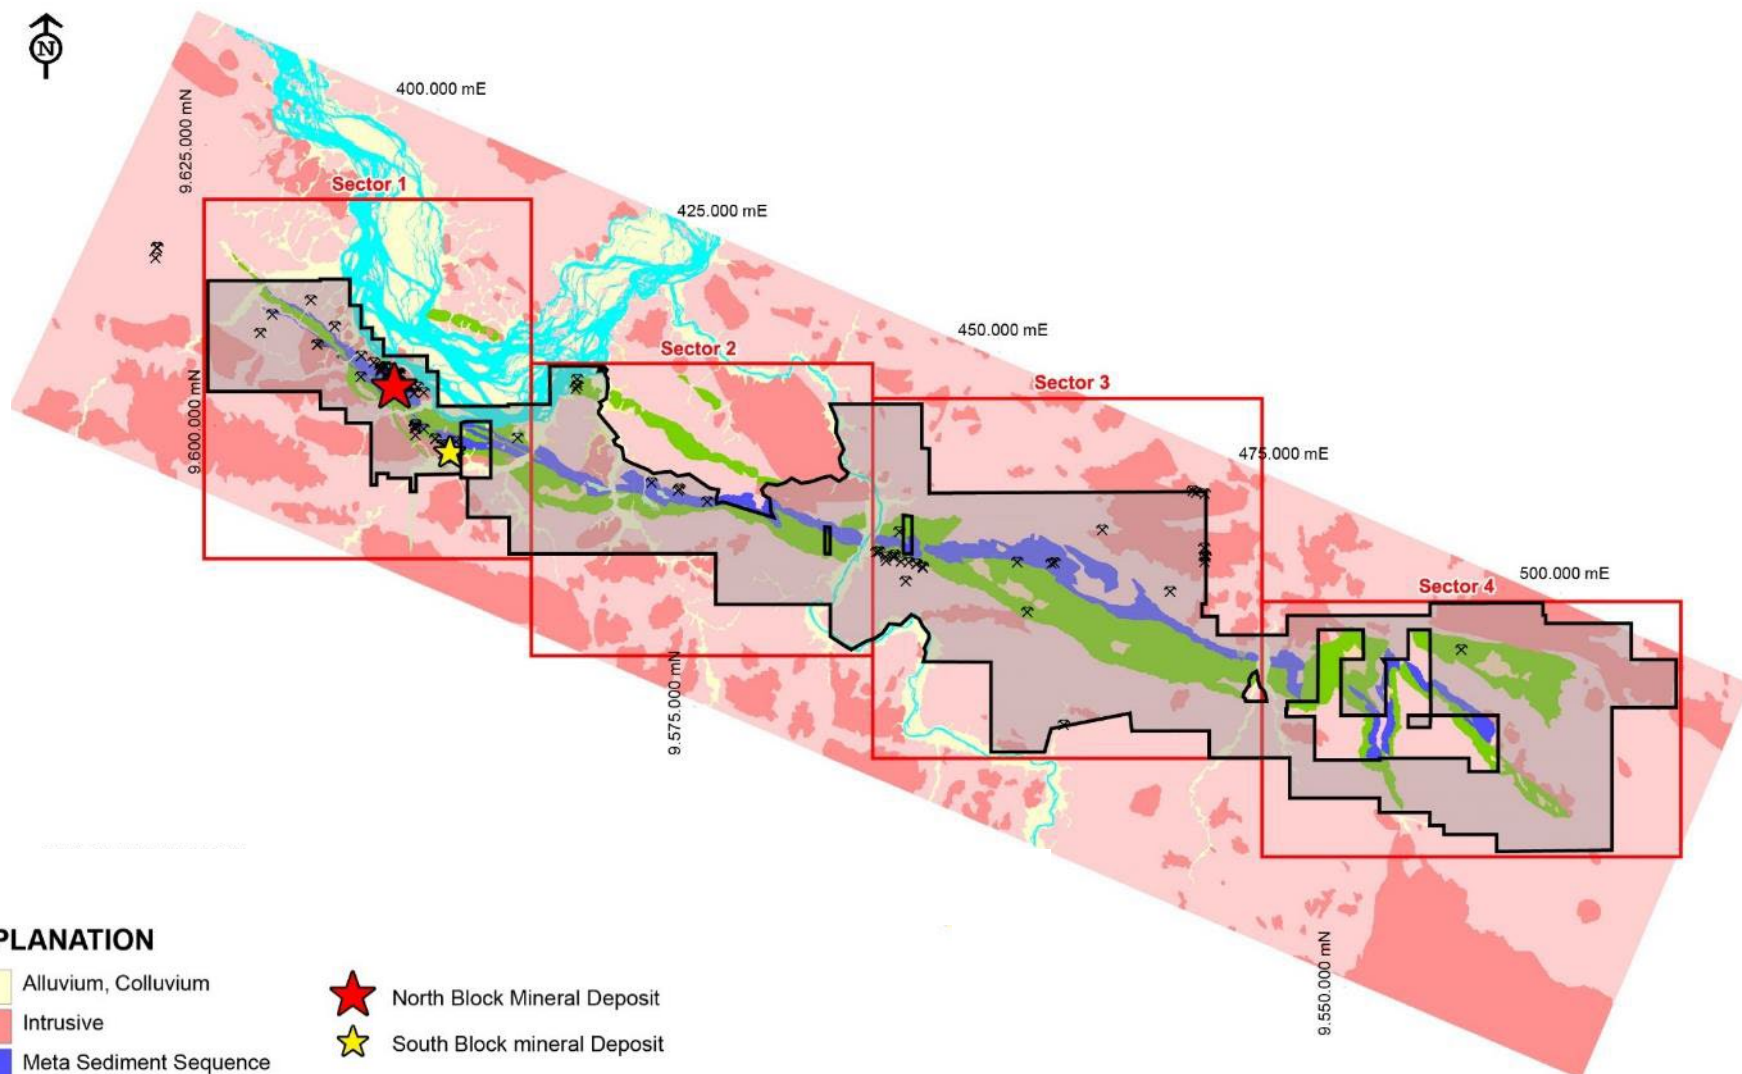 N
400.000 mE
9.625.000 mN
Sector 1
425.000 mE
450.000 mE
Sector 2
Sector 3
9.600.000 mN
475.000 mE
500.000 mE
Sector 4
9.575.000 mN
9.550.000 mN
PLANATION
Alluvium, Colluvium
Intrusive
Meta Sediment Sequence
North Block Mineral Deposit
South Block mineral Deposit